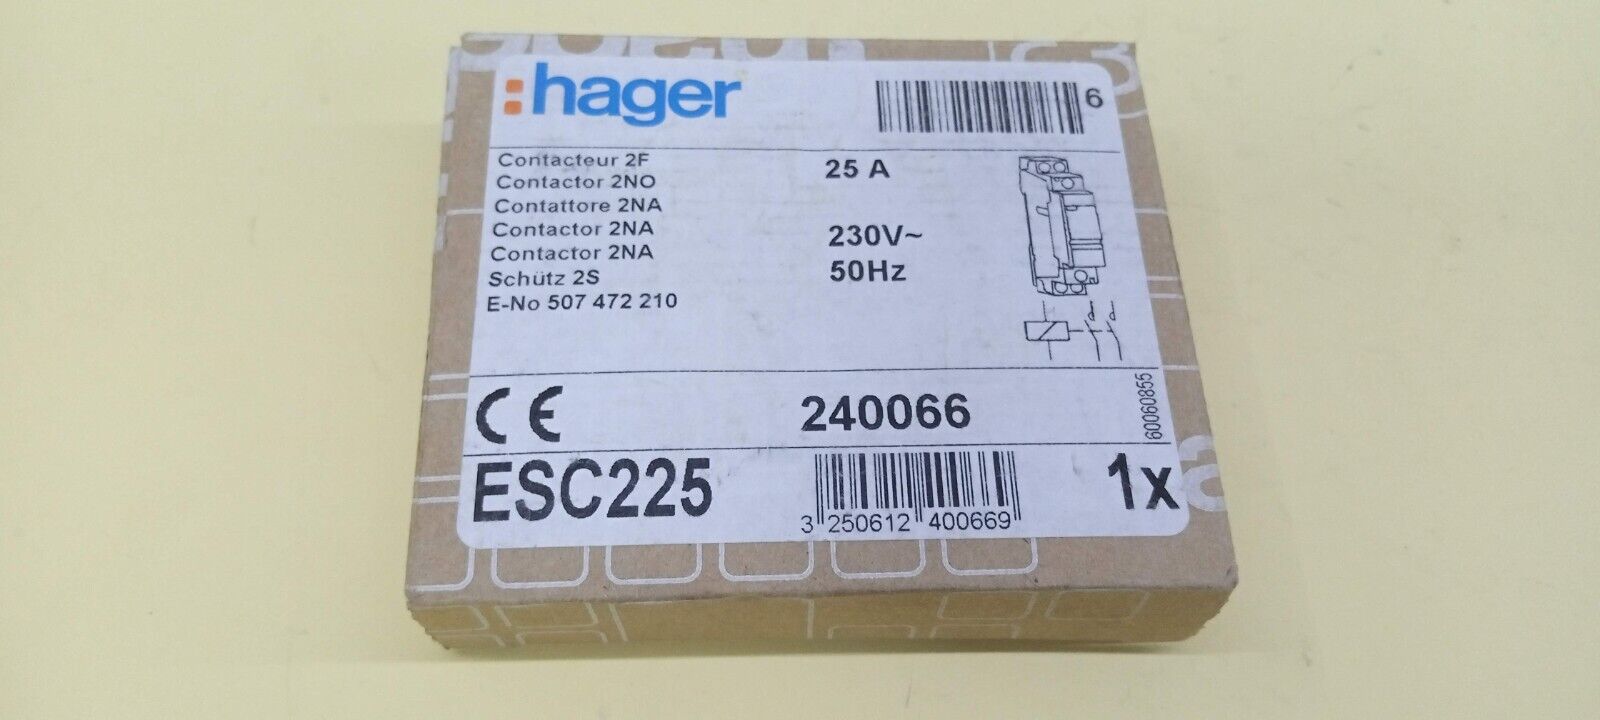 :hager
6
Contacteur 2F
Contactor 2NO
Contattore 2NA
Contactor 2NA
Contactor 2NA
Schütz 2S
E-No 507 472 210
25 A
230V~
50Hz
CE
240066
60060855
ESC225
3 250612 400669
1x